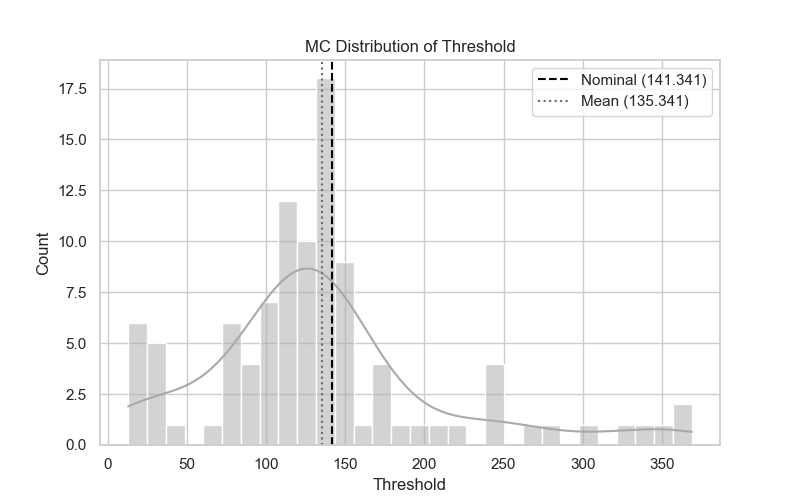 MC Distribution of Threshold
Nominal (141.341)
Mean (135.341)
17.5
15.0
12.5
10.0
7.5
5.0
2.5
0.0
Count
0 50 100 150 200 250 300 350
Threshold